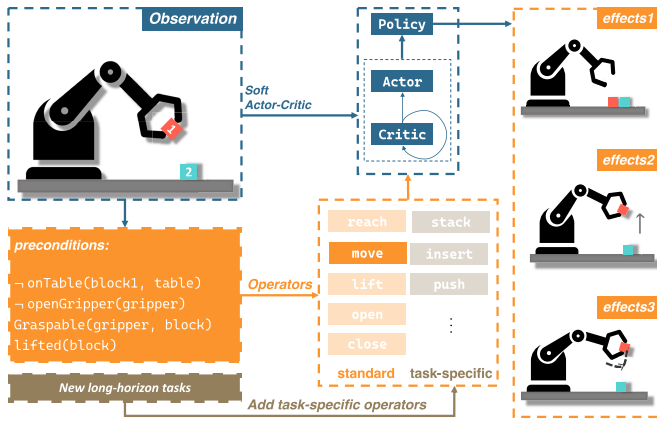 Observation
1
2
Soft
Actor-Critic
Policy
Actor
Critic
effects1
effects2
effects3
preconditions:
¬ onTable(block1, table)
¬ openGripper(gripper)
Graspable(gripper, block)
lifted(block)
Operators
reach
move
lift
open
close
standard
stack
insert
push
⋮
task-specific
New long-horizon tasks
Add task-specific operators